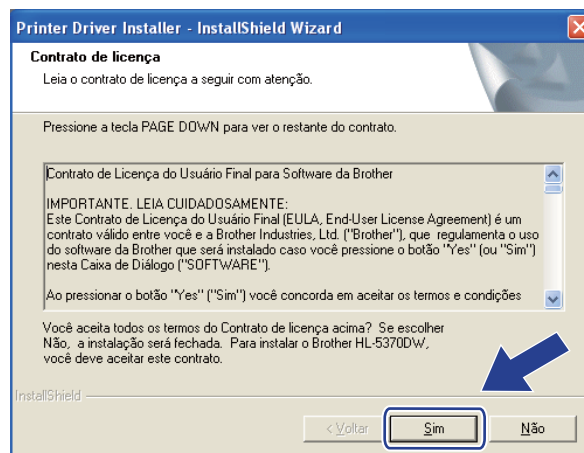 Printer Driver Installer - InstallShield Wizard
Contrato de licença
Leia o contrato de licença a seguir com atenção.
Pressione a tecla PAGE DOWN para ver o restante do contrato.
Contrato de Licença do Usuário Final para Software da Brother
IMPORTANTE. LEIA CUIDADOSAMENTE:
Este Contrato de Licença do Usuário Final (EULA, End-User License Agreement) é um
contrato válido entre você e a Brother Industries, Ltd. ("Brother"), que regulamenta o uso
do software da Brother que será instalado caso você pressione o botão "Yes" (ou "Sim")
nesta Caixa de Diálogo ("SOFTWARE").
Ao pressionar o botão "Yes" ("Sim") você concorda em aceitar os termos e condições
Você aceita todos os termos do Contrato de licença acima? Se escolher
Não, a instalação será fechada. Para instalar o Brother HL-5370DW,
você deve aceitar este contrato.
InstallShield
< Voltar
Sim
Não